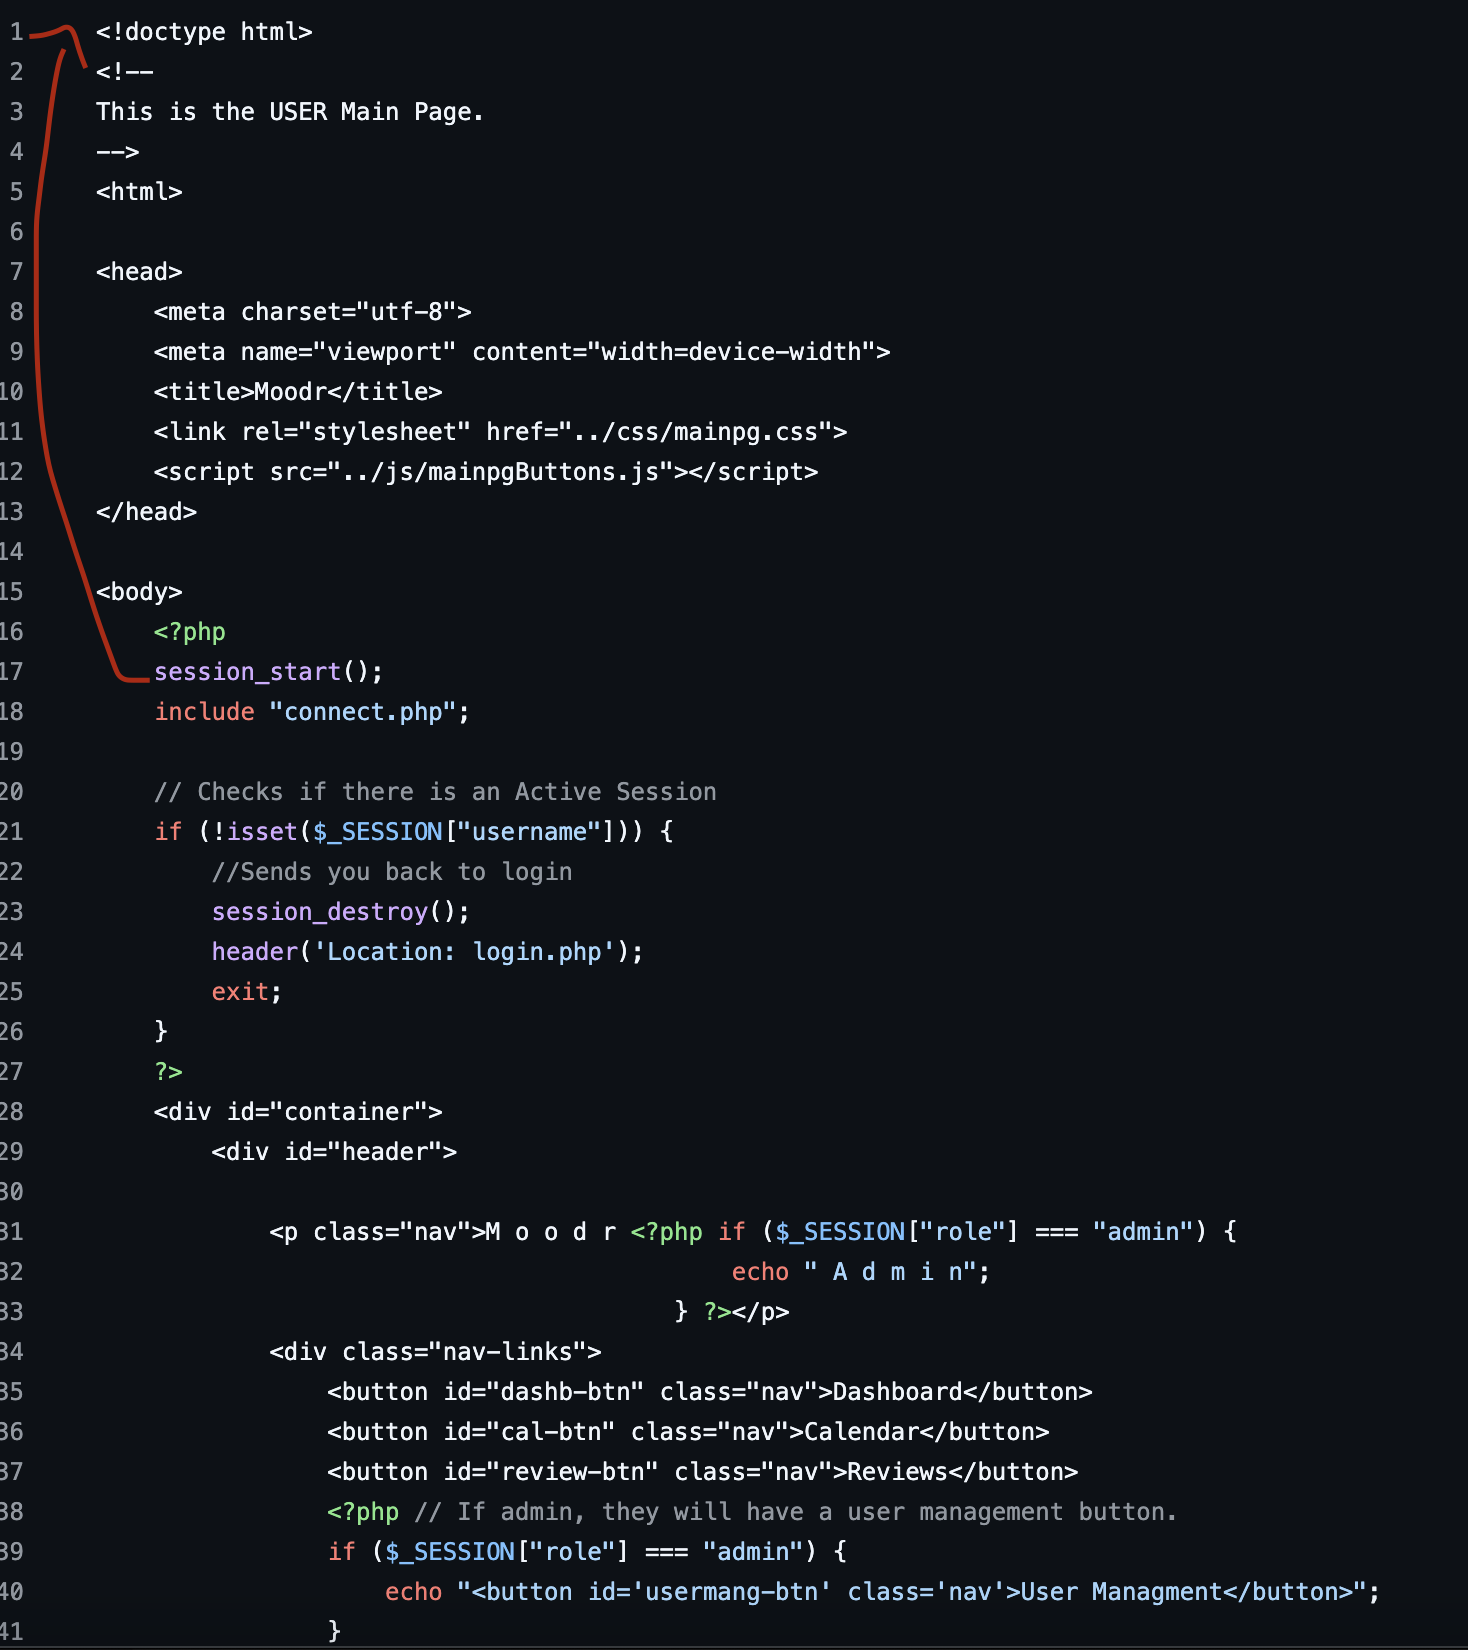 1 <!doctype html>
2 <!--
3 This is the USER Main Page.
4 -->
5 <html>
6
7 <head>
8 <meta charset="utf-8">
9 <meta name="viewport" content="width=device-width">
10 <title>Moodr</title>
11 <link rel="stylesheet" href="../css/mainpg.css">
12 <script src="../js/mainpgButtons.js"></script>
13 </head>
14
15 <body>
16 <?php
17 session_start();
18 include "connect.php";
19
20 // Checks if there is an Active Session
21 if (!isset($_SESSION["username"])) {
22 //Sends you back to login
23 session_destroy();
24 header('Location: login.php');
25 exit;
26 }
27 ?>
28 <div id="container">
29 <div id="header">
30
31 <p class="nav">M o o d r <?php if ($_SESSION["role"] === "admin") {
32 echo " A d m i n";
33 } ?></p>
34 <div class="nav-links">
35 <button id="dashb-btn" class="nav">Dashboard</button>
36 <button id="cal-btn" class="nav">Calendar</button>
37 <button id="review-btn" class="nav">Reviews</button>
38 <?php // If admin, they will have a user management button.
39 if ($_SESSION["role"] === "admin") {
40 echo "<button id='usermang-btn' class='nav'>User Managment</button>";
41 }